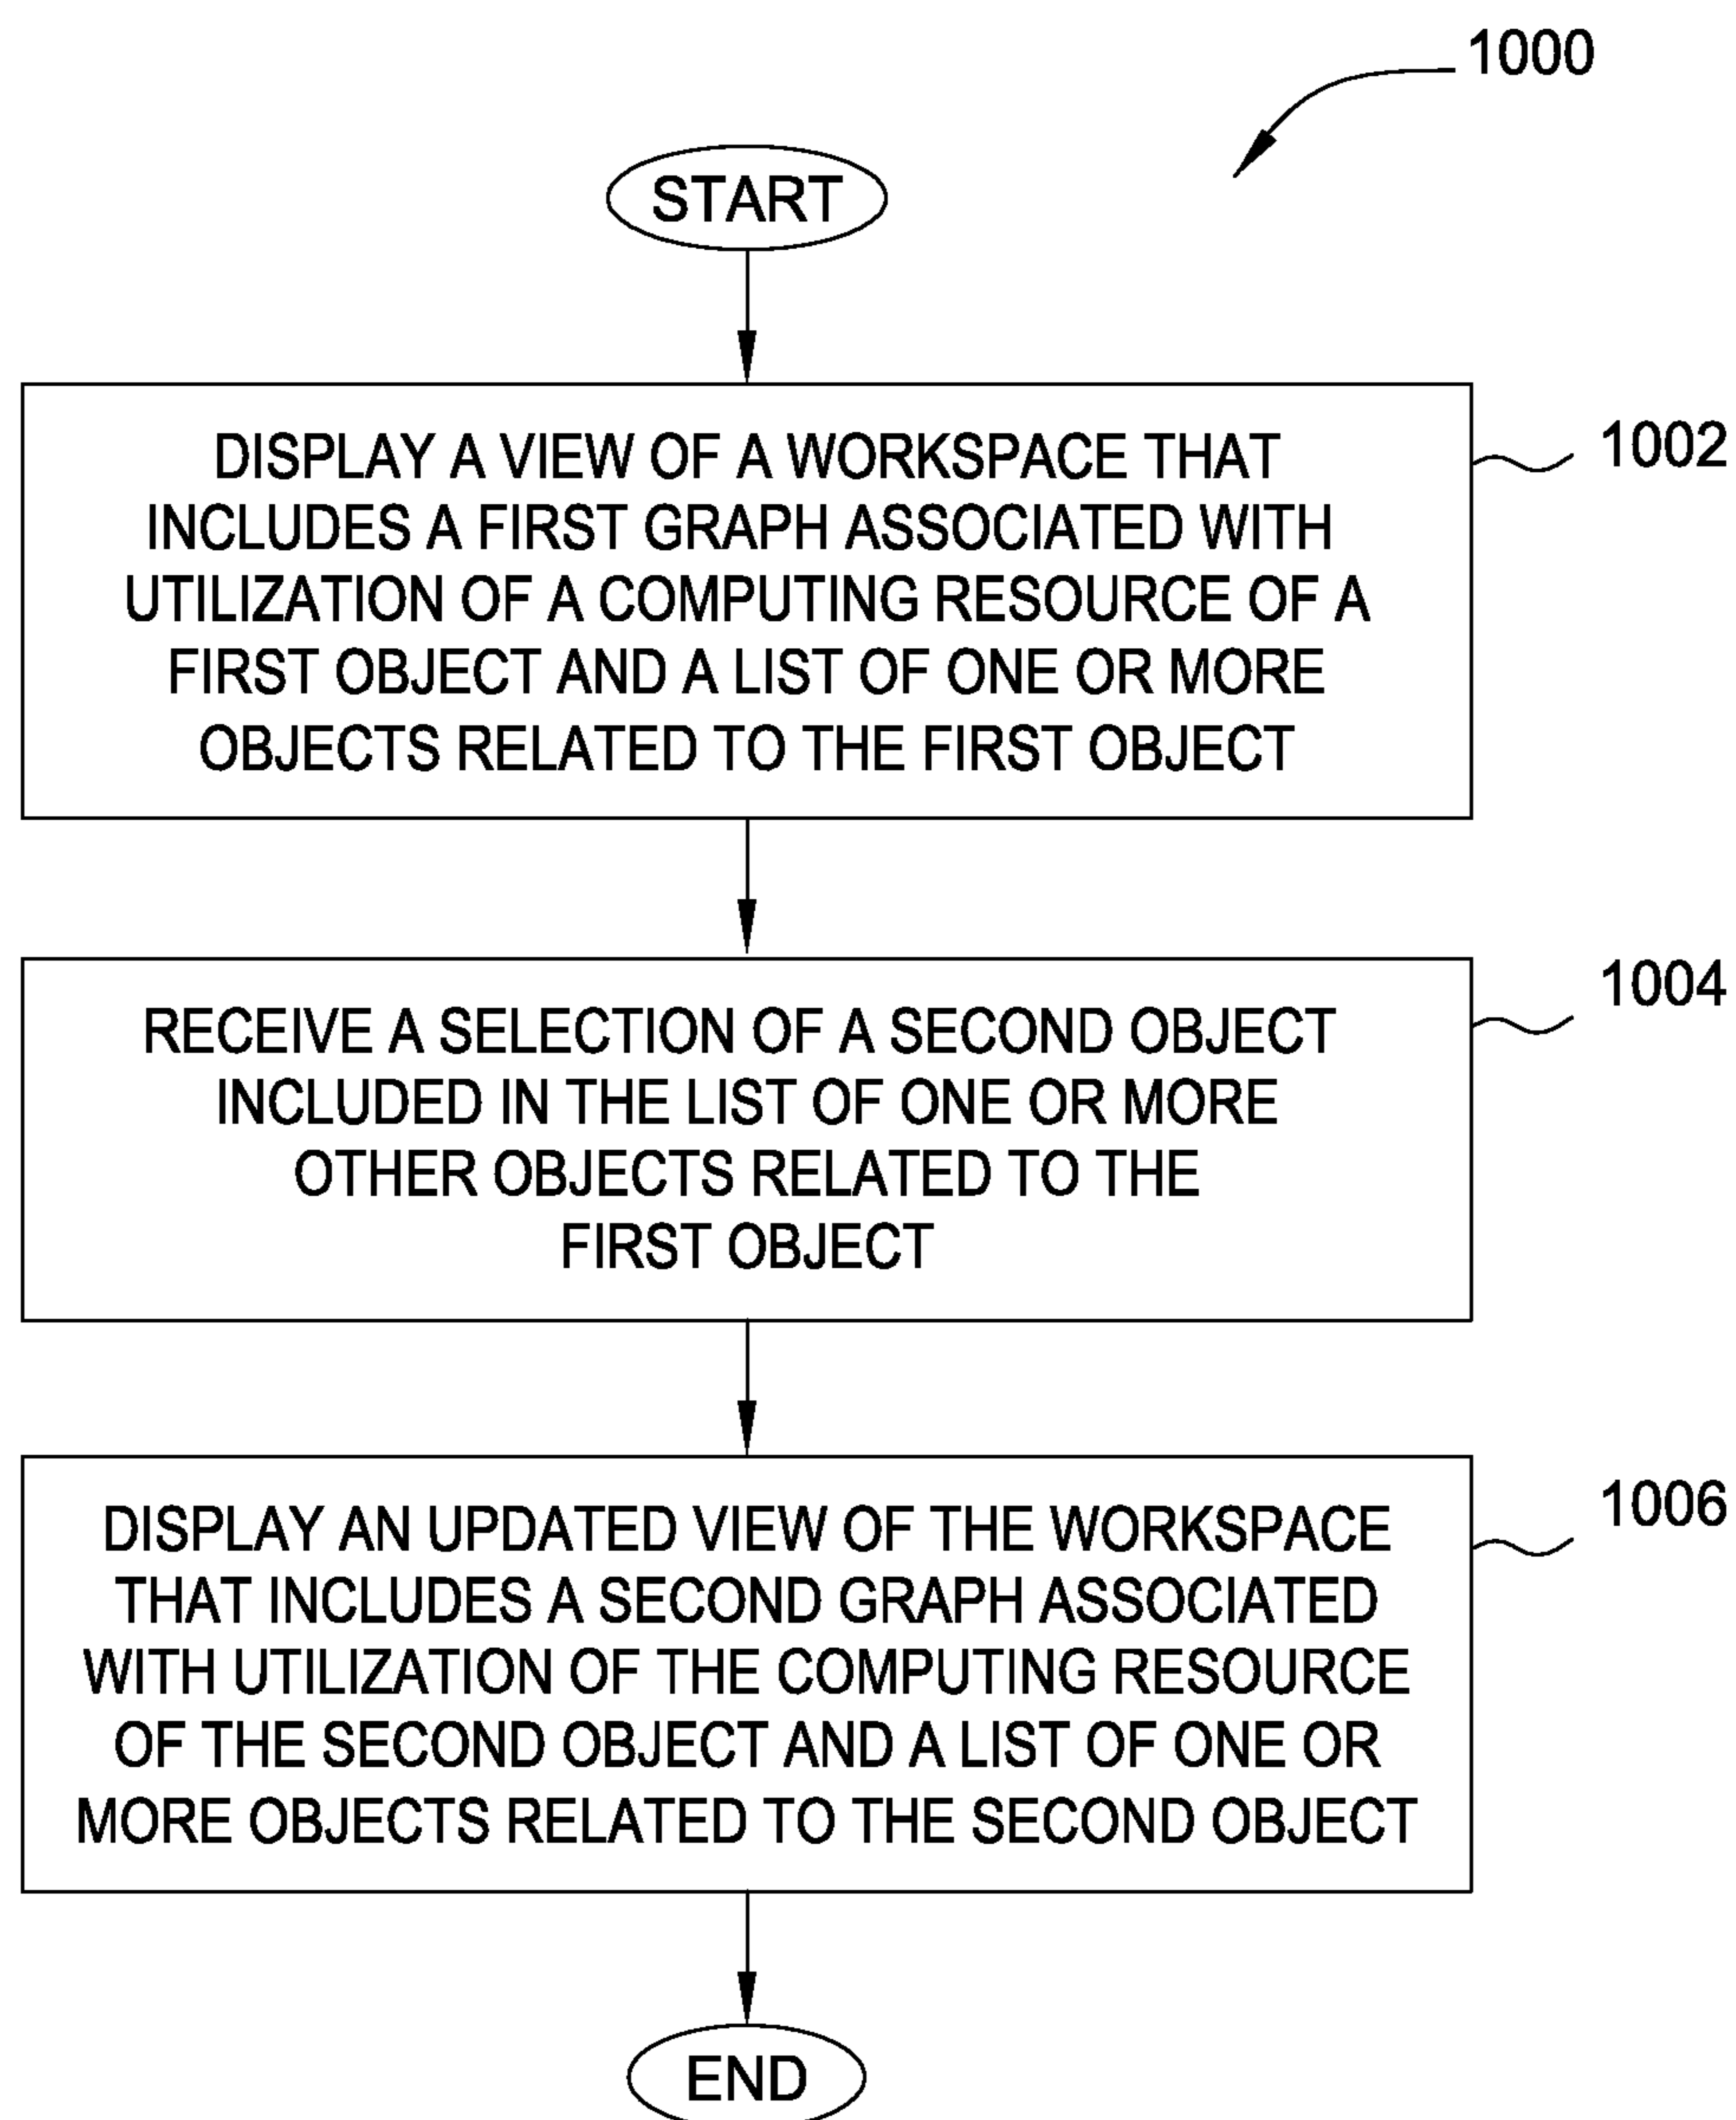 1000
START
DISPLAY A VIEW OF A WORKSPACE THAT
INCLUDES A FIRST GRAPH ASSOCIATED WITH
UTILIZATION OF A COMPUTING RESOURCE OF A
FIRST OBJECT AND A LIST OF ONE OR MORE
OBJECTS RELATED TO THE FIRST OBJECT
1002
RECEIVE A SELECTION OF A SECOND OBJECT
INCLUDED IN THE LIST OF ONE OR MORE
OTHER OBJECTS RELATED TO THE
FIRST OBJECT
1004
DISPLAY AN UPDATED VIEW OF THE WORKSPACE
THAT INCLUDES A SECOND GRAPH ASSOCIATED
WITH UTILIZATION OF THE COMPUTING RESOURCE
OF THE SECOND OBJECT AND A LIST OF ONE OR
MORE OBJECTS RELATED TO THE SECOND OBJECT
1006
END